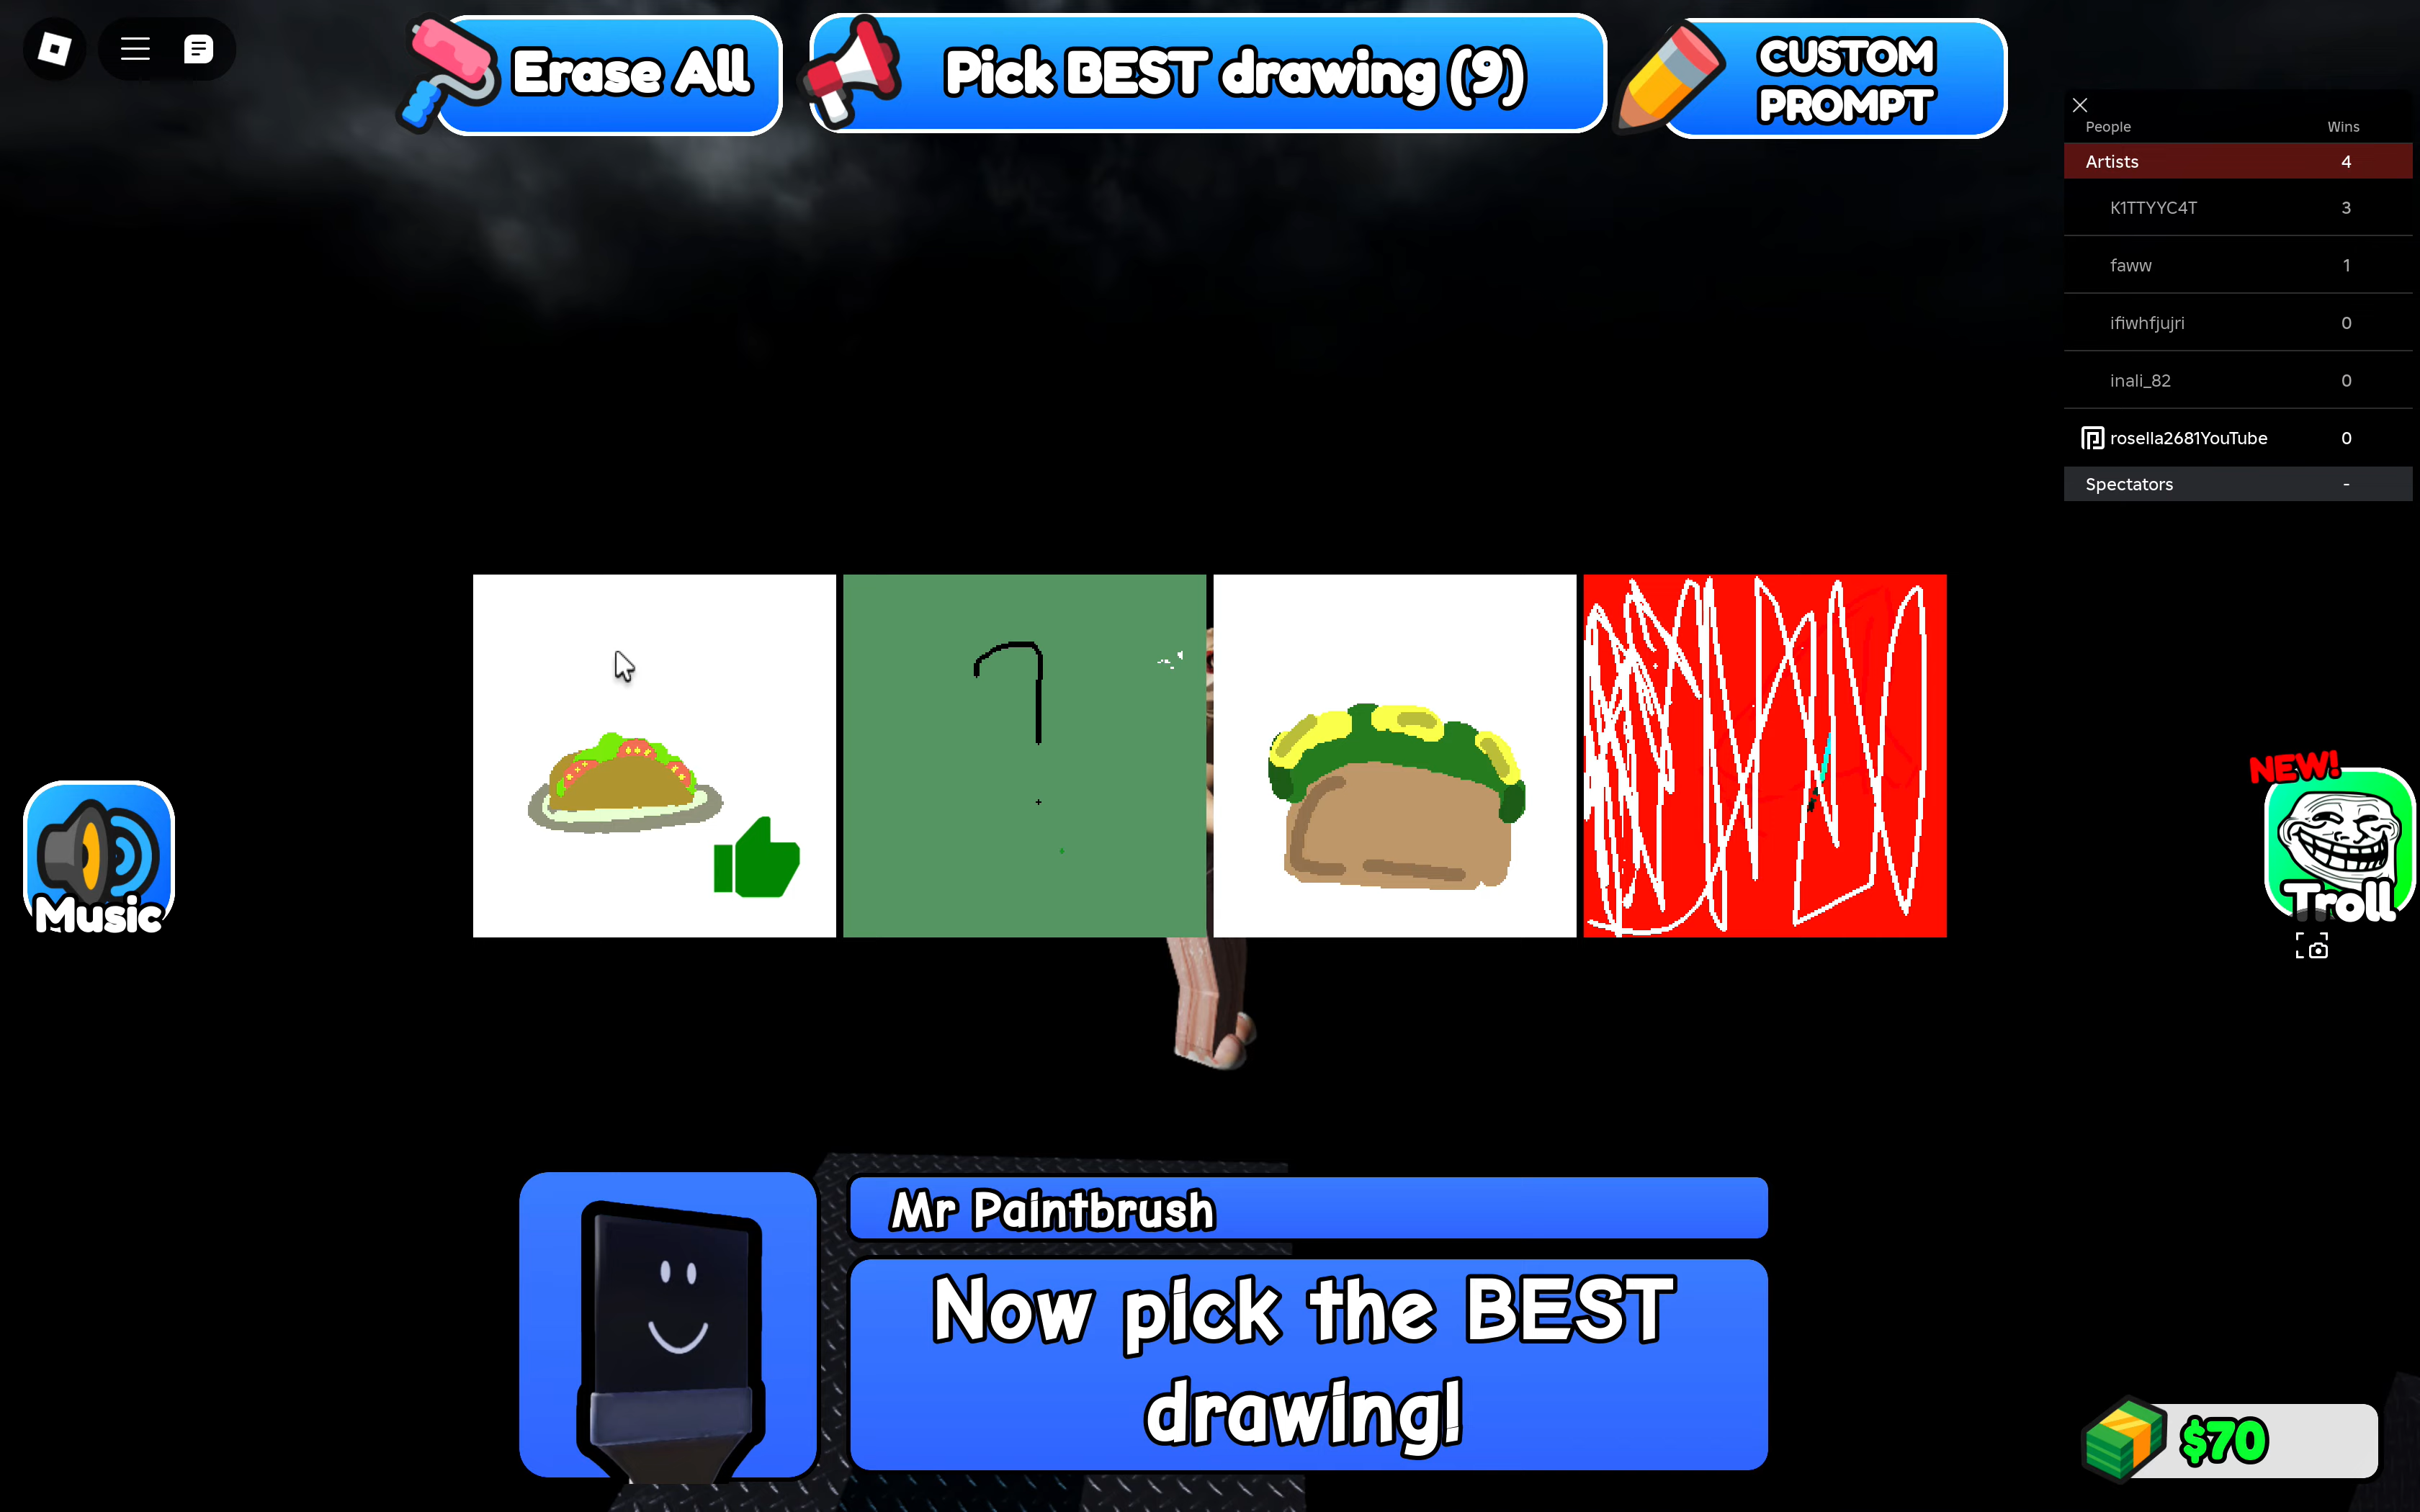 Erase All
Pick BEST drawing (9)
CUSTOM
PROMPT
People Wins
Artists 4
K1TTYYC4T 3
faww 1
ifiwhfjujri 0
inali_82 0
rosella2681YouTube 0
Spectators -
?
Music
NEW!
Troll
Mr Paintbrush
Now pick the BEST
drawing!
$70